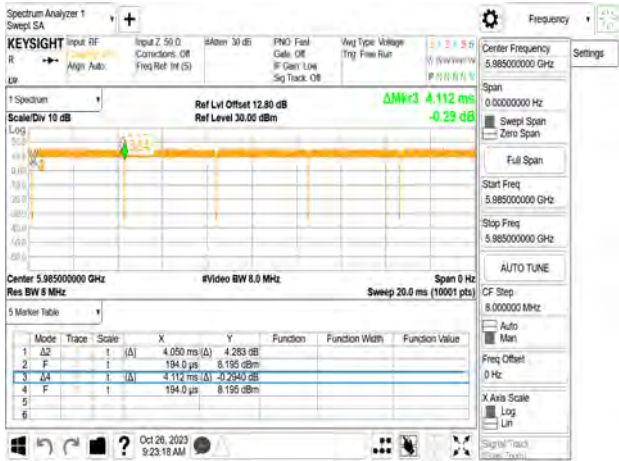 Spectrum Analyzer 1
Swept SA
+
Frequency
KEYSIGHT
R
Input: RF
Align: Auto
Input Z: 50 Ω
Corrections: Off
Freq Ref: Int (S)
#Atten: 30 dB
PNO: Fast
Gate: Off
IF Gain: Low
Sig Track: Off
Avg Type: Voltage
Trig: Free Run
1 Spectrum
Scale/Div 10 dB
Ref Lvl Offset 12.80 dB
Ref Level 30.00 dBm
ΔMkr3 4.112 ms
-0.29 dB
Log
Center 5.985000000 GHz
Res BW 8 MHz
#Video BW 8.0 MHz
Span 0 Hz
Sweep 20.0 ms (10001 pts)
5 Marker Table
Mode Trace Scale X Y Function Function Width Function Value
1 Δ2 t (Δ) 4.050 ms (Δ) 4.283 dB
2 F t 194.0 µs 8.195 dBm
3 Δ4 t (Δ) 4.112 ms (Δ) -0.2940 dB
4 F t 194.0 µs 8.195 dBm
5
6
Oct 26, 2023
9:23:18 AM
Center Frequency
5.985000000 GHz
Settings
Span
0.00000000 Hz
Swept Span
Zero Span
Full Span
Start Freq
5.985000000 GHz
Stop Freq
5.985000000 GHz
AUTO TUNE
CF Step
8.000000 MHz
Auto
Man
Freq Offset
0 Hz
X Axis Scale
Log
Lin
Signal Track